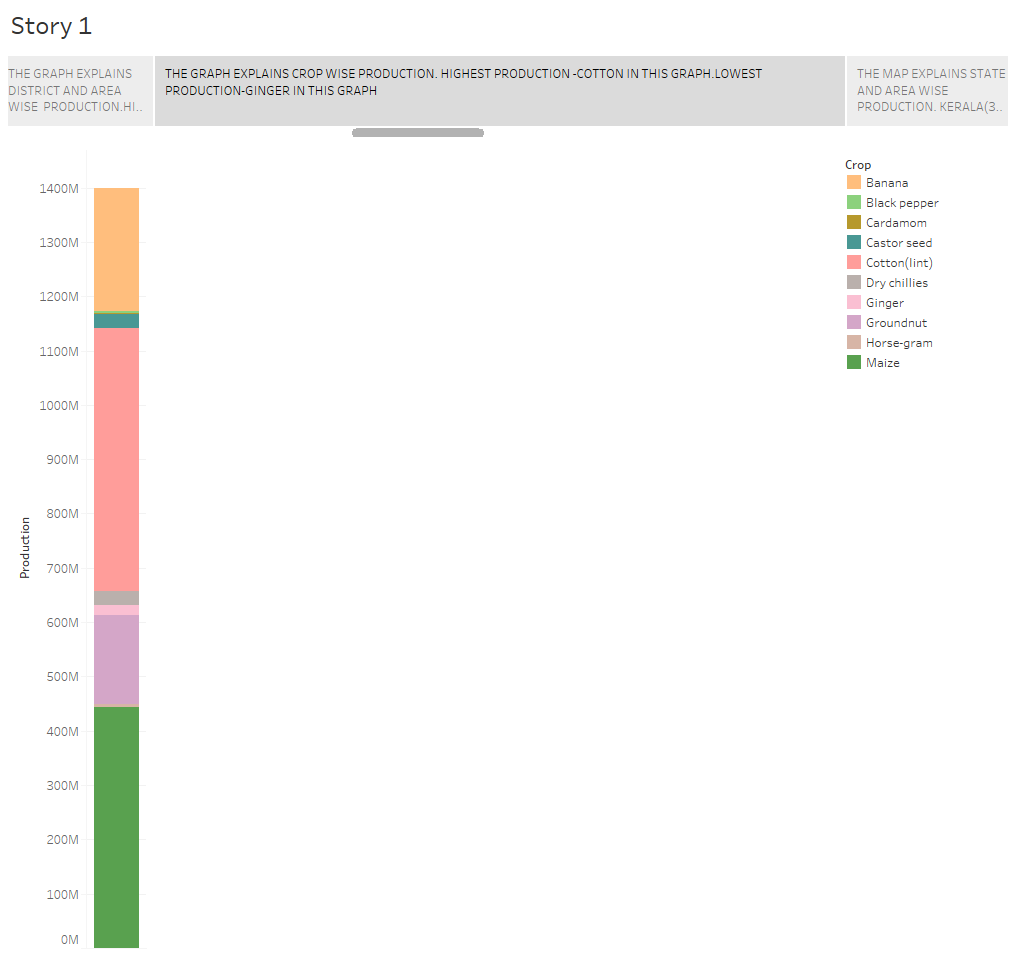 Story 1
THE GRAPH EXPLAINS
DISTRICT AND AREA
WISE  PRODUCTION.HI..
THE GRAPH EXPLAINS CROP WISE PRODUCTION. HIGHEST PRODUCTION -COTTON IN THIS GRAPH.LOWEST
PRODUCTION-GINGER IN THIS GRAPH
THE MAP EXPLAINS STATE
AND AREA WISE
PRODUCTION. KERALA(3..
1400M
1300M
1200M
1100M
1000M
900M
800M
700M
600M
500M
400M
300M
200M
100M
0M
Production
Crop
Banana
Black pepper
Cardamom
Castor seed
Cotton(lint)
Dry chillies
Ginger
Groundnut
Horse-gram
Maize